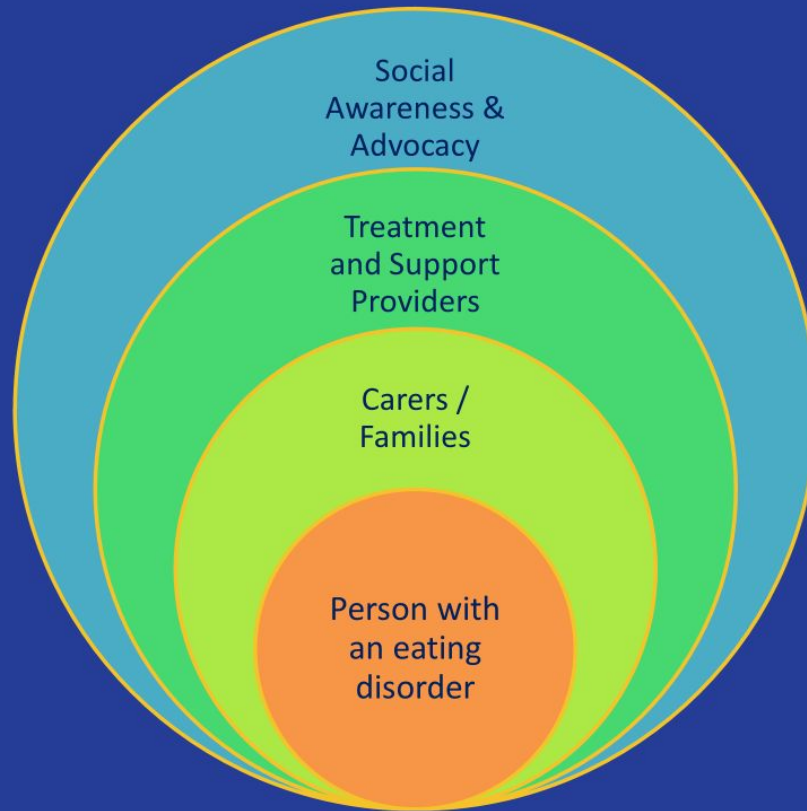 Social
Awareness &
Advocacy
Treatment
and Support
Providers
Carers /
Families
Person with
an eating
disorder